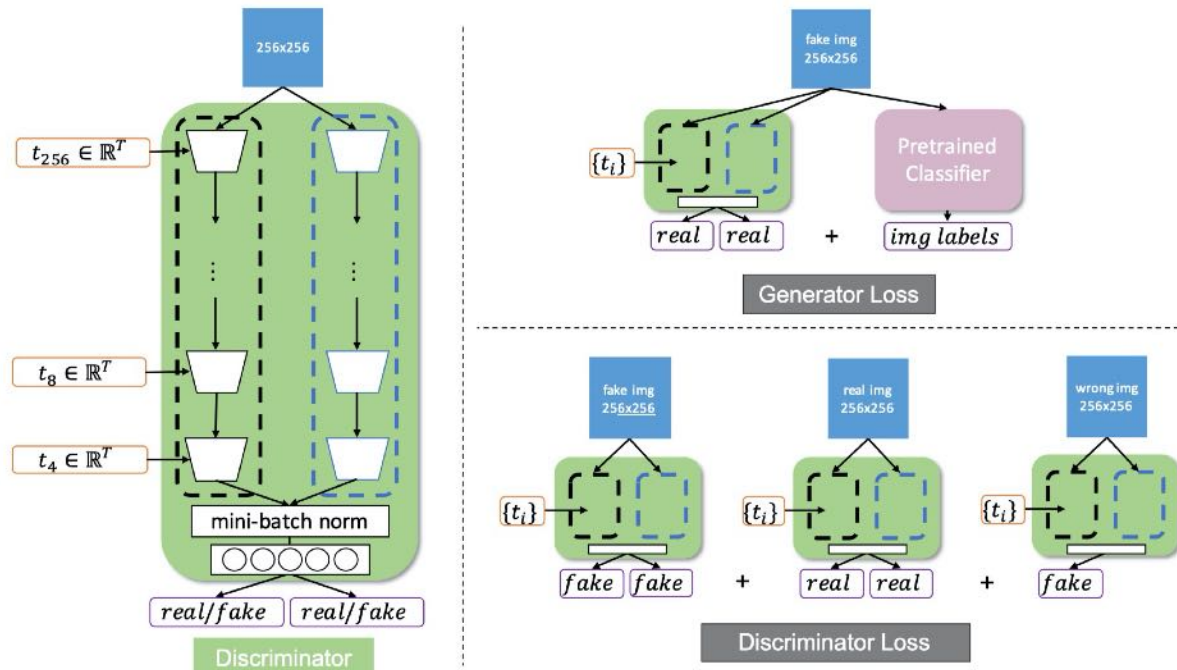 256x256
t₂₅₆ ∈ ℝᵀ
⋮ ⋮
t₈ ∈ ℝᵀ
t₄ ∈ ℝᵀ
mini-batch norm
real/fake real/fake
Discriminator
fake img
256x256
{tᵢ}
Pretrained
Classifier
real real + img labels
Generator Loss
fake img
256x256
real img
256x256
wrong img
256x256
{tᵢ} {tᵢ} {tᵢ}
fake fake + real real + fake
Discriminator Loss